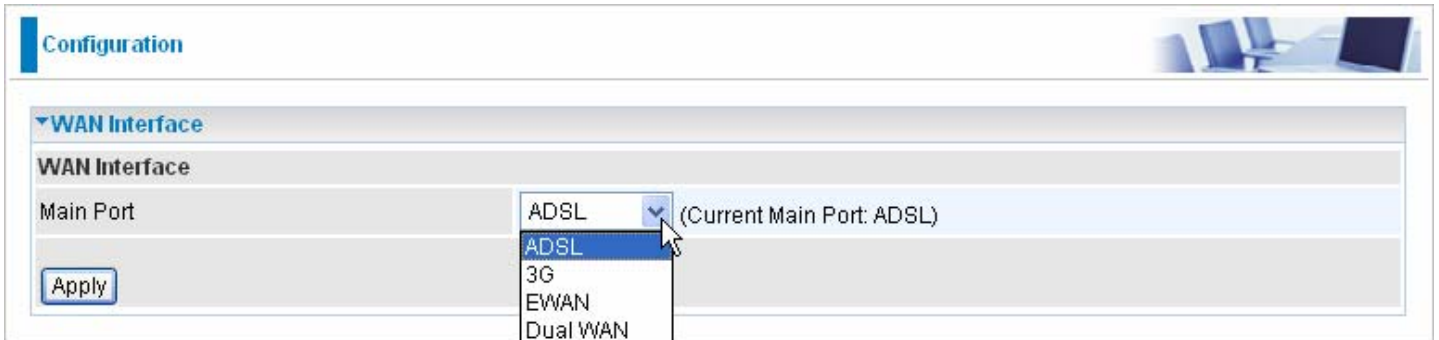 Configuration
WAN Interface
WAN Interface
Main Port ADSL (Current Main Port: ADSL)
ADSL
3G
EWAN
Dual WAN
Apply